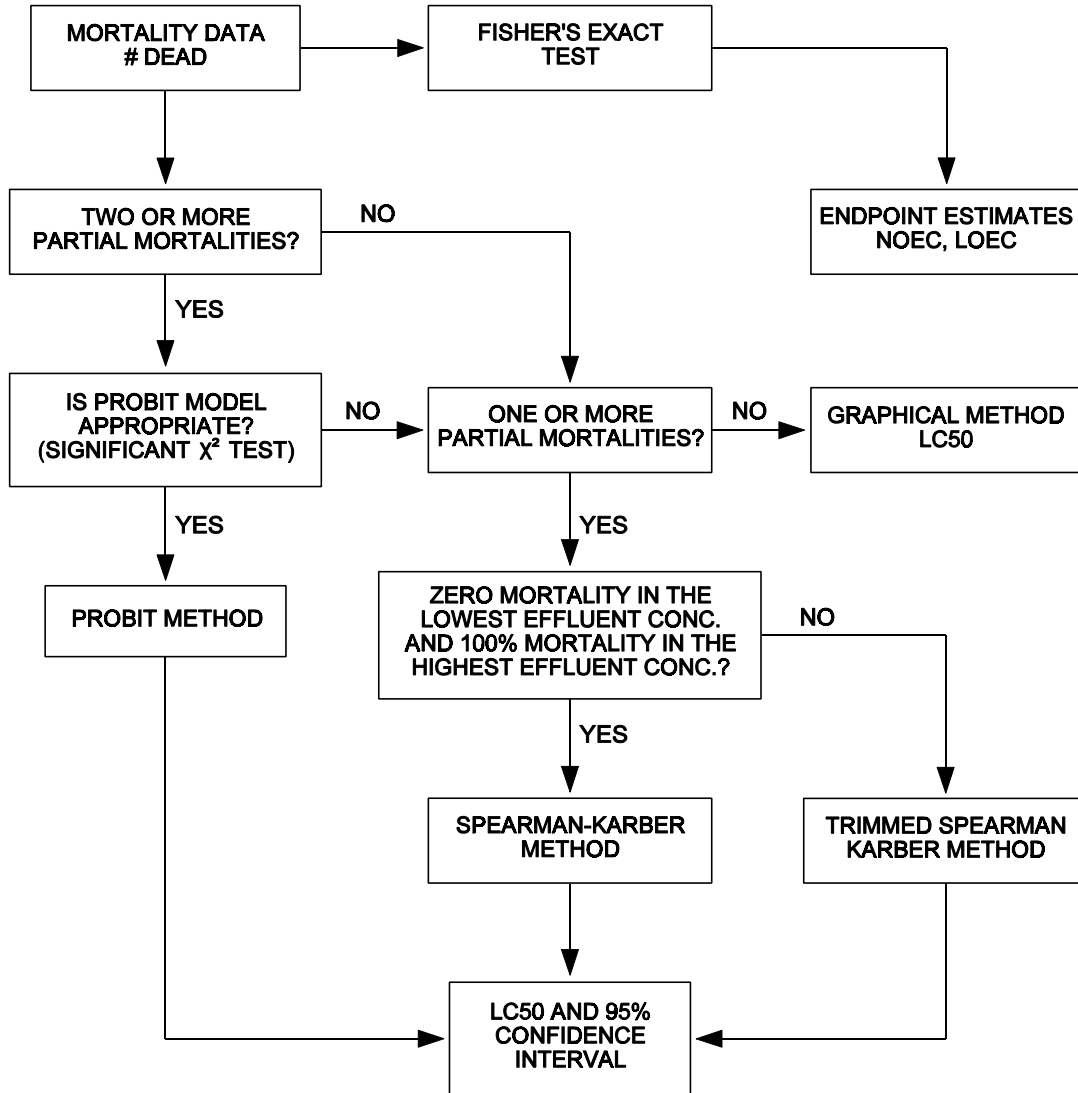 MORTALITY DATA
# DEAD
FISHER'S EXACT
TEST
TWO OR MORE
PARTIAL MORTALITIES?
NO
ENDPOINT ESTIMATES
NOEC, LOEC
YES
IS PROBIT MODEL
APPROPRIATE?
(SIGNIFICANT χ² TEST)
NO
ONE OR MORE
PARTIAL MORTALITIES?
NO
GRAPHICAL METHOD
LC50
YES
YES
PROBIT METHOD
ZERO MORTALITY IN THE
LOWEST EFFLUENT CONC.
AND 100% MORTALITY IN THE
HIGHEST EFFLUENT CONC.?
NO
YES
SPEARMAN-KARBER
METHOD
TRIMMED SPEARMAN
KARBER METHOD
LC50 AND 95%
CONFIDENCE
INTERVAL